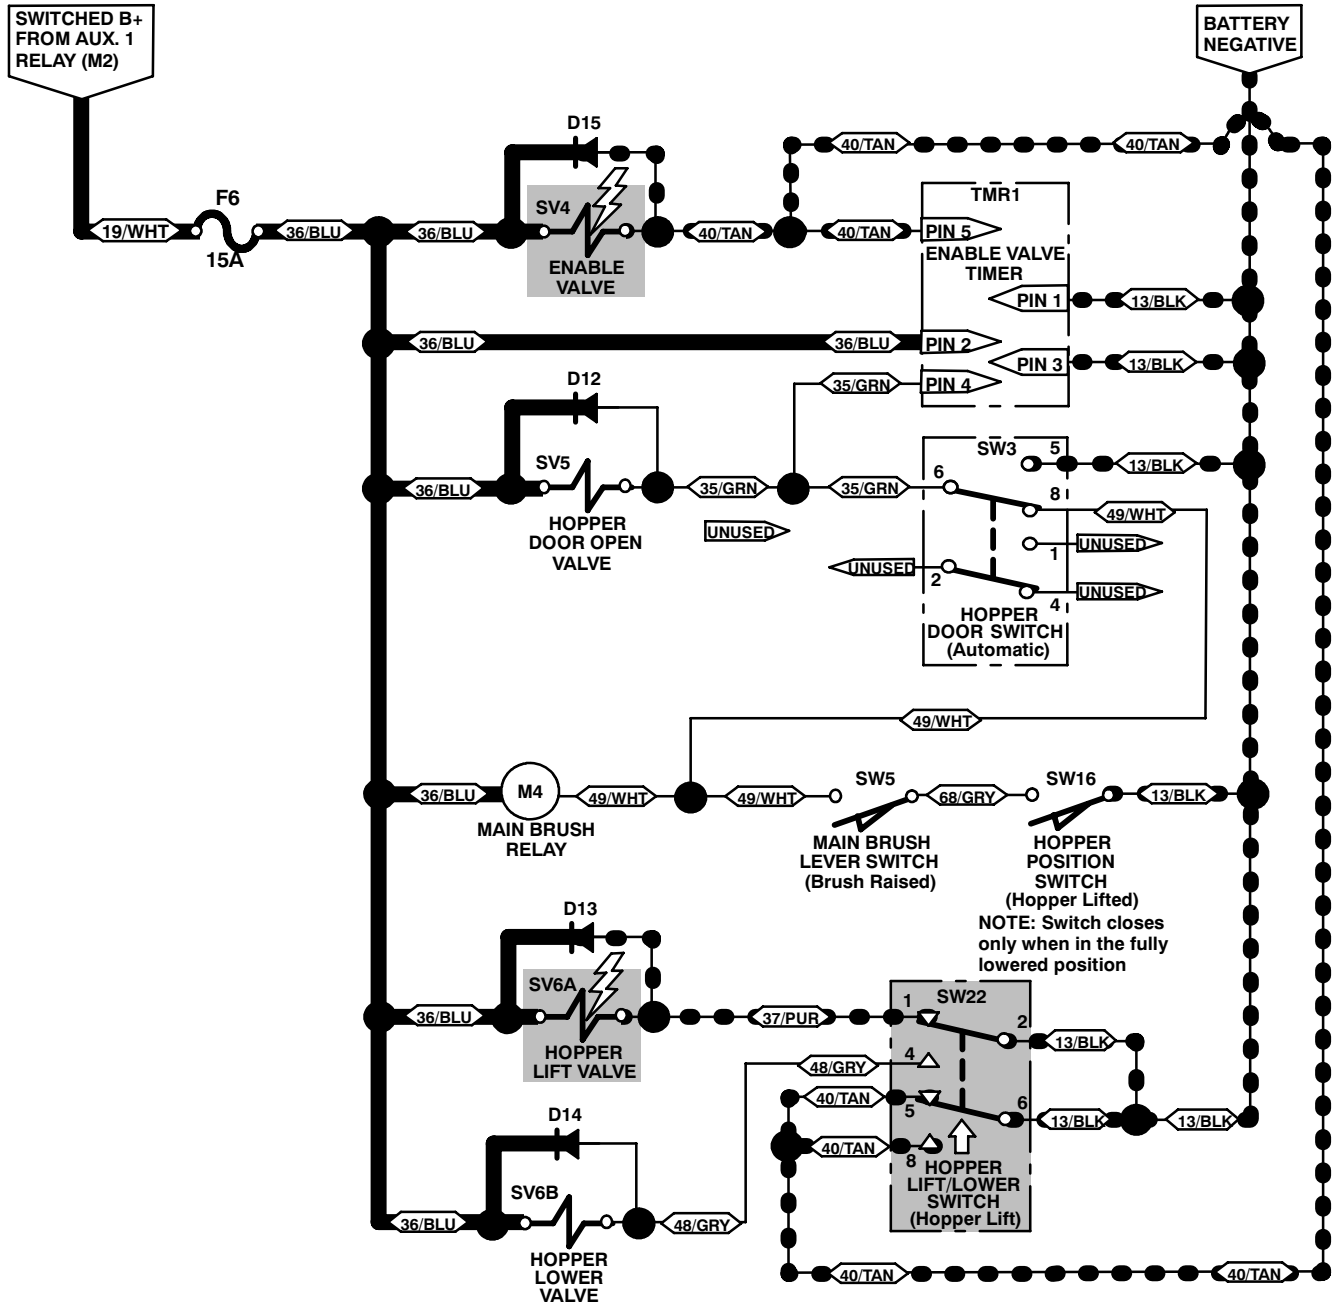 SWITCHED B+
FROM AUX. 1
RELAY (M2)
BATTERY
NEGATIVE
D15
40/TAN
40/TAN
F6
SV4
TMR1
19/WHT
36/BLU
36/BLU
40/TAN
40/TAN
PIN 5
15A
ENABLE
VALVE
ENABLE VALVE
TIMER
PIN 1
13/BLK
36/BLU
36/BLU
PIN 2
PIN 3
13/BLK
D12
35/GRN
PIN 4
SW3
5
SV5
13/BLK
6
36/BLU
35/GRN
35/GRN
8
49/WHT
HOPPER
DOOR OPEN
VALVE
UNUSED
UNUSED
1
UNUSED
2
UNUSED
4
HOPPER
DOOR SWITCH
(Automatic)
49/WHT
SW5
SW16
36/BLU
M4
49/WHT
49/WHT
68/GRY
13/BLK
MAIN BRUSH
RELAY
MAIN BRUSH
LEVER SWITCH
(Brush Raised)
HOPPER
POSITION
SWITCH
(Hopper Lifted)
NOTE: Switch closes
only when in the fully
lowered position
D13
SV6A
SW22
1
36/BLU
37/PUR
2
13/BLK
HOPPER
LIFT VALVE
4
48/GRY
40/TAN
5
6
13/BLK
13/BLK
D14
40/TAN
8
HOPPER
LIFT/LOWER
SWITCH
(Hopper Lift)
SV6B
36/BLU
48/GRY
HOPPER
LOWER
VALVE
40/TAN
40/TAN